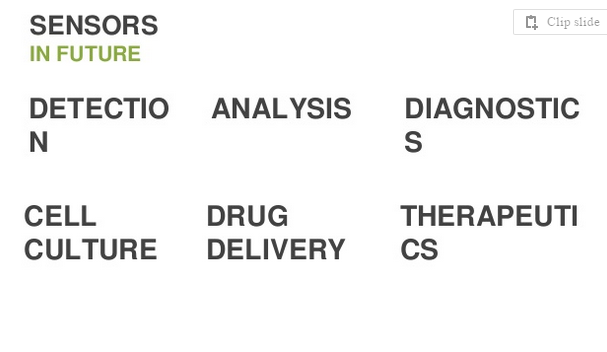 SENSORS
IN FUTURE
Clip slide
DETECTIO
N
ANALYSIS
DIAGNOSTIC
S
CELL
CULTURE
DRUG
DELIVERY
THERAPEUTI
CS